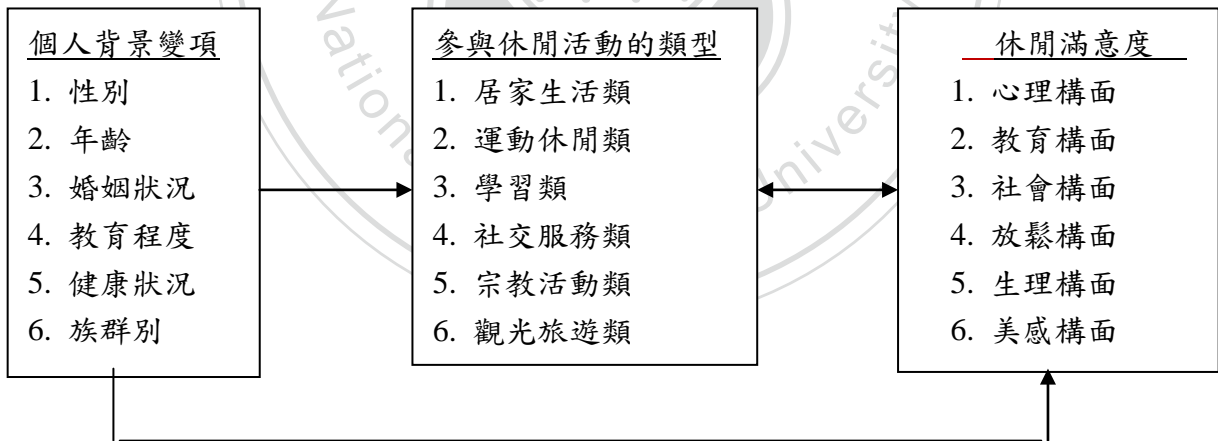 個人背景變項
1. 性別
2. 年齡
3. 婚姻狀況
4. 教育程度
5. 健康狀況
6. 族群別
參與休閒活動的類型
1. 居家生活類
2. 運動休閒類
3. 學習類
4. 社交服務類
5. 宗教活動類
6. 觀光旅遊類
休閒滿意度
1. 心理構面
2. 教育構面
3. 社會構面
4. 放鬆構面
5. 生理構面
6. 美感構面